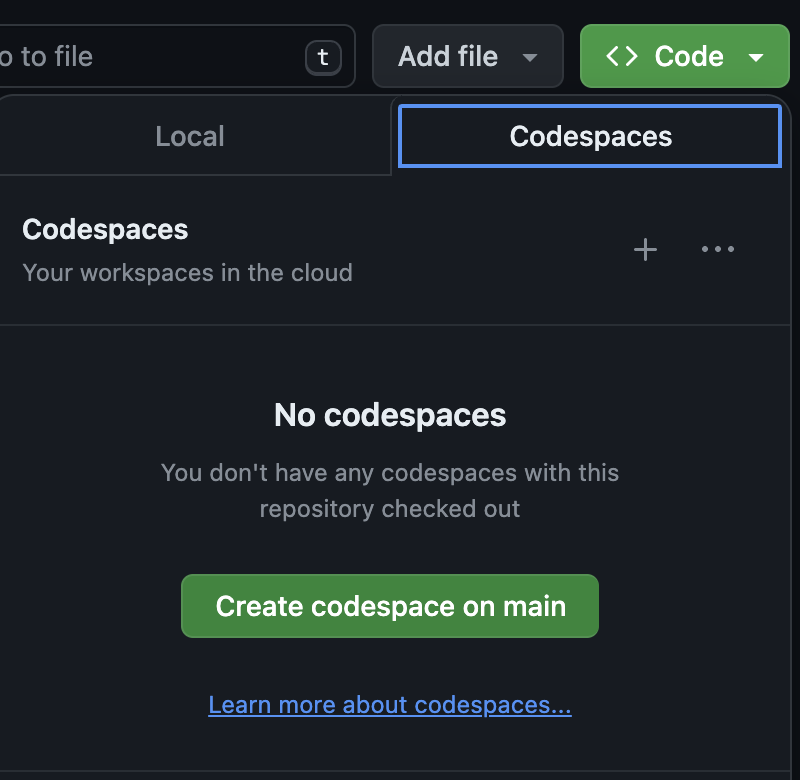 o to file
t
Add file
Code
Local
Codespaces
Codespaces
Your workspaces in the cloud
No codespaces
You don't have any codespaces with this
repository checked out
Create codespace on main
Learn more about codespaces...